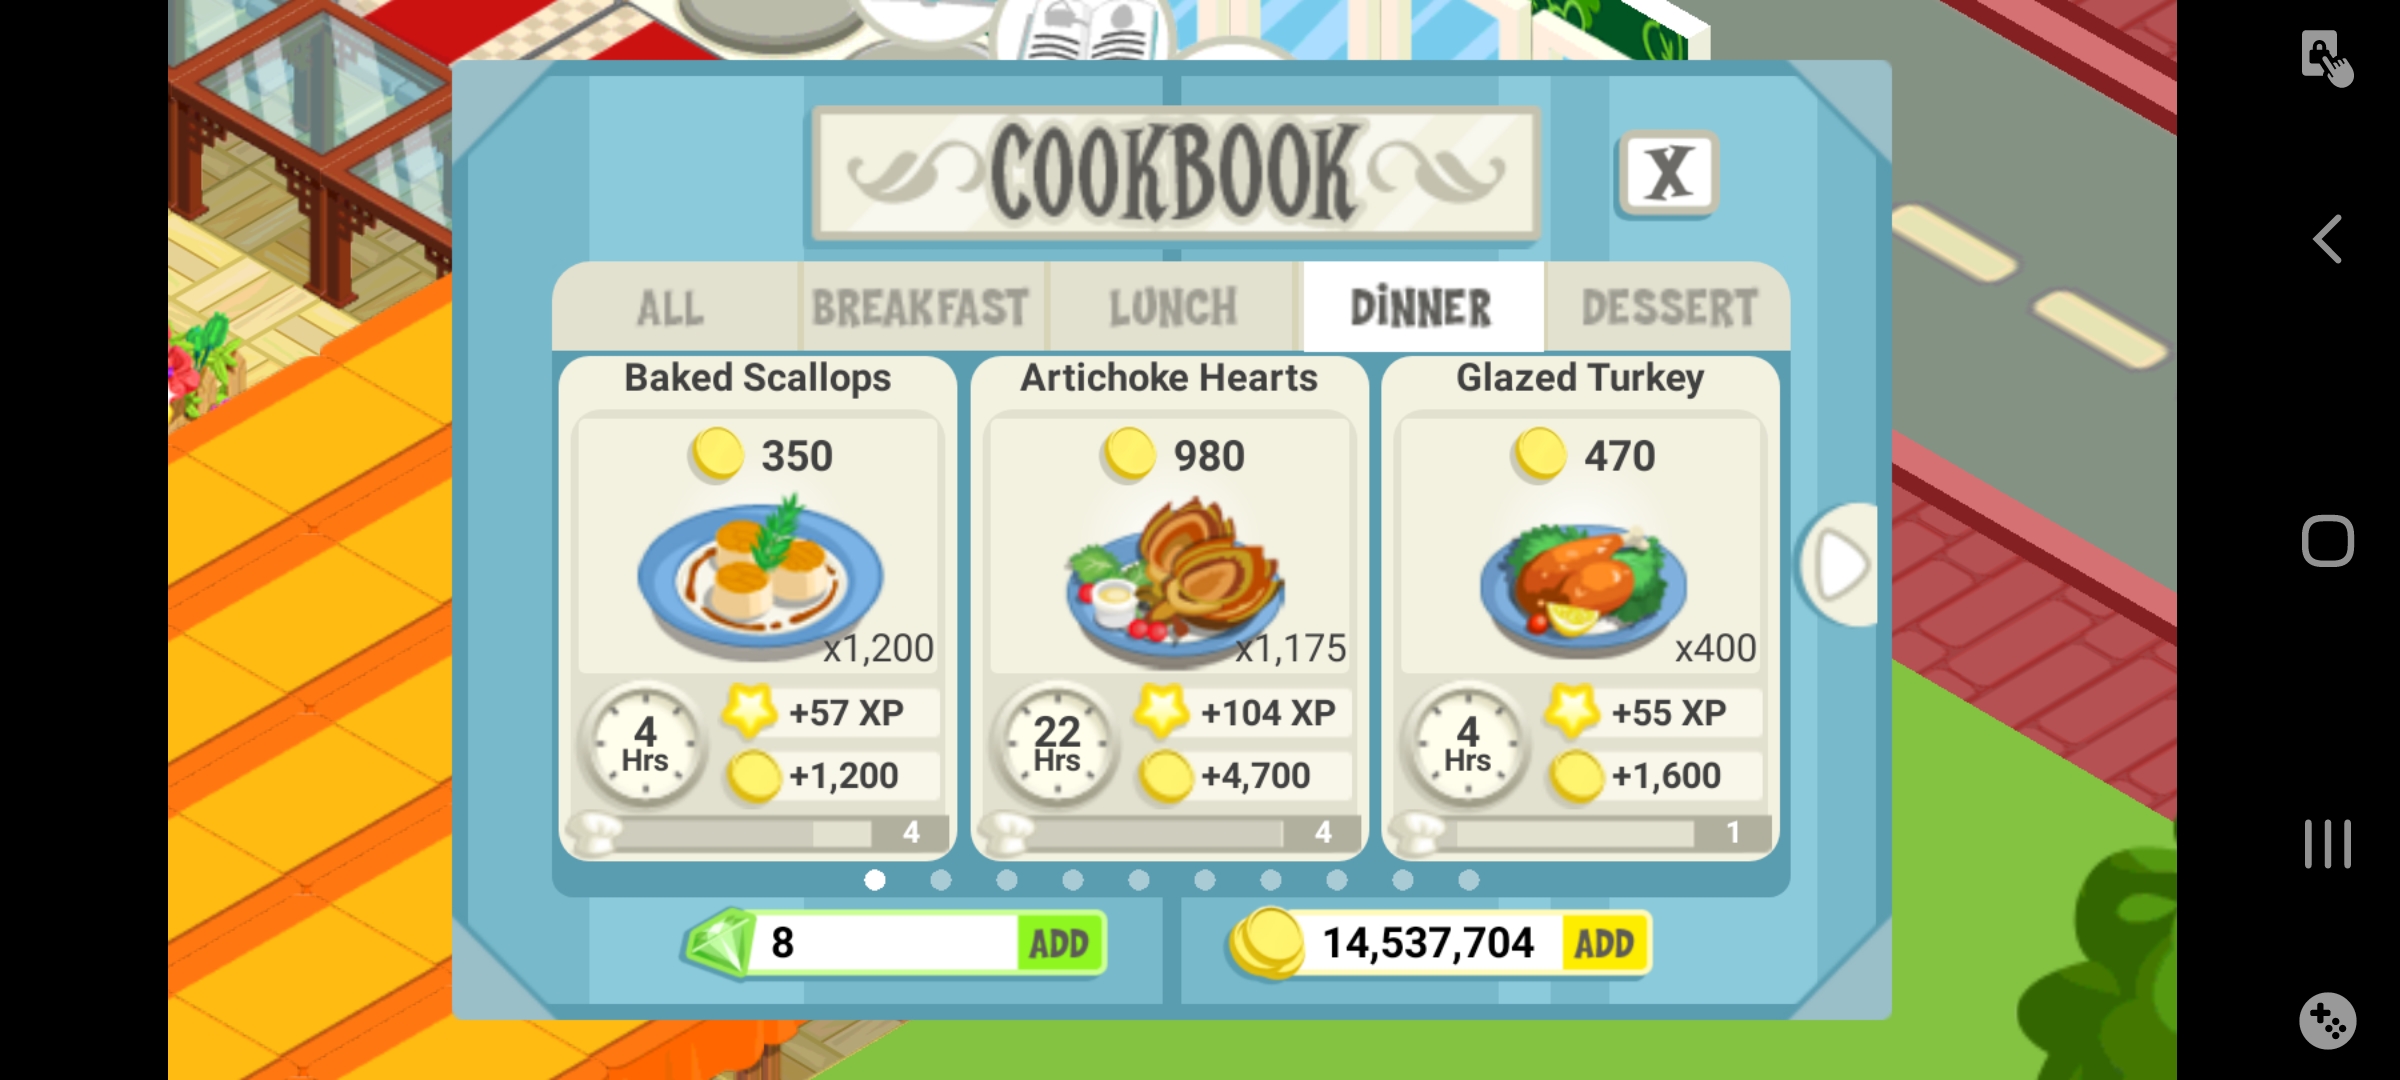 COOKBOOK
X
ALL BREAKFAST LUNCH DINNER DESSERT
Baked Scallops
350
x1,200
4
Hrs
+57 XP
+1,200
4
Artichoke Hearts
980
x1,175
22
Hrs
+104 XP
+4,700
4
Glazed Turkey
470
x400
4
Hrs
+55 XP
+1,600
1
8 ADD
14,537,704 ADD